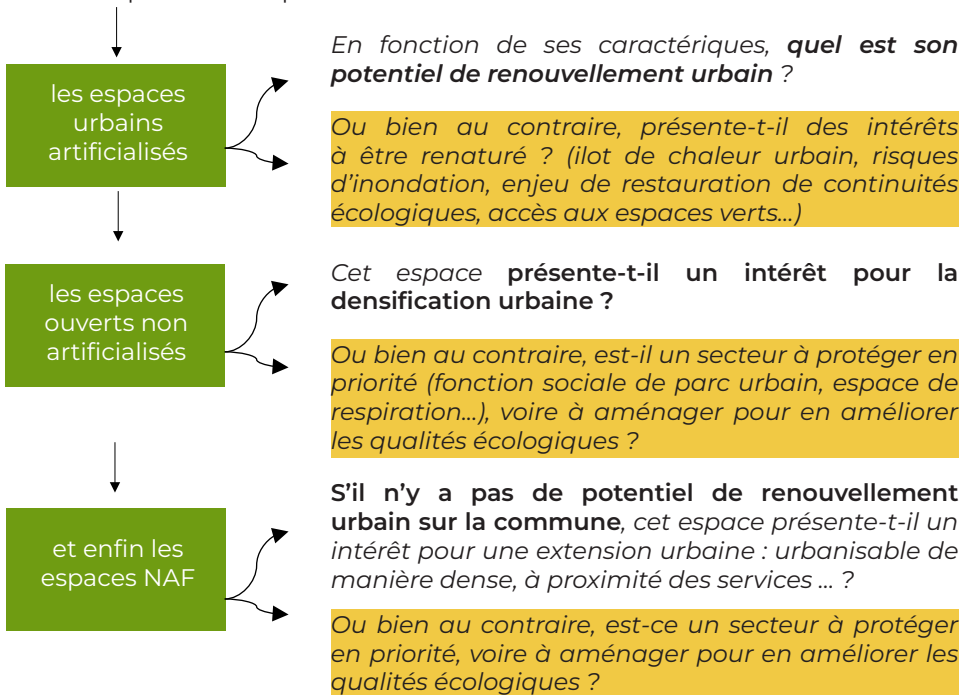 En fonction de ses caractériques, quel est son
potentiel de renouvellement urbain ?
les espaces
urbains
artificialisés
Ou bien au contraire, présente-t-il des intérêts
à être renaturé ? (ilot de chaleur urbain, risques
d'inondation, enjeu de restauration de continuités
écologiques, accès aux espaces verts...)
Cet espace présente-t-il un intérêt pour la
densification urbaine ?
les espaces
ouverts non
artificialisés
Ou bien au contraire, est-il un secteur à protéger en
priorité (fonction sociale de parc urbain, espace de
respiration...), voire à aménager pour en améliorer
les qualités écologiques ?
S'il n'y a pas de potentiel de renouvellement
urbain sur la commune, cet espace présente-t-il un
intérêt pour une extension urbaine : urbanisable de
manière dense, à proximité des services ... ?
et enfin les
espaces NAF
Ou bien au contraire, est-ce un secteur à protéger
en priorité, voire à aménager pour en améliorer les
qualités écologiques ?